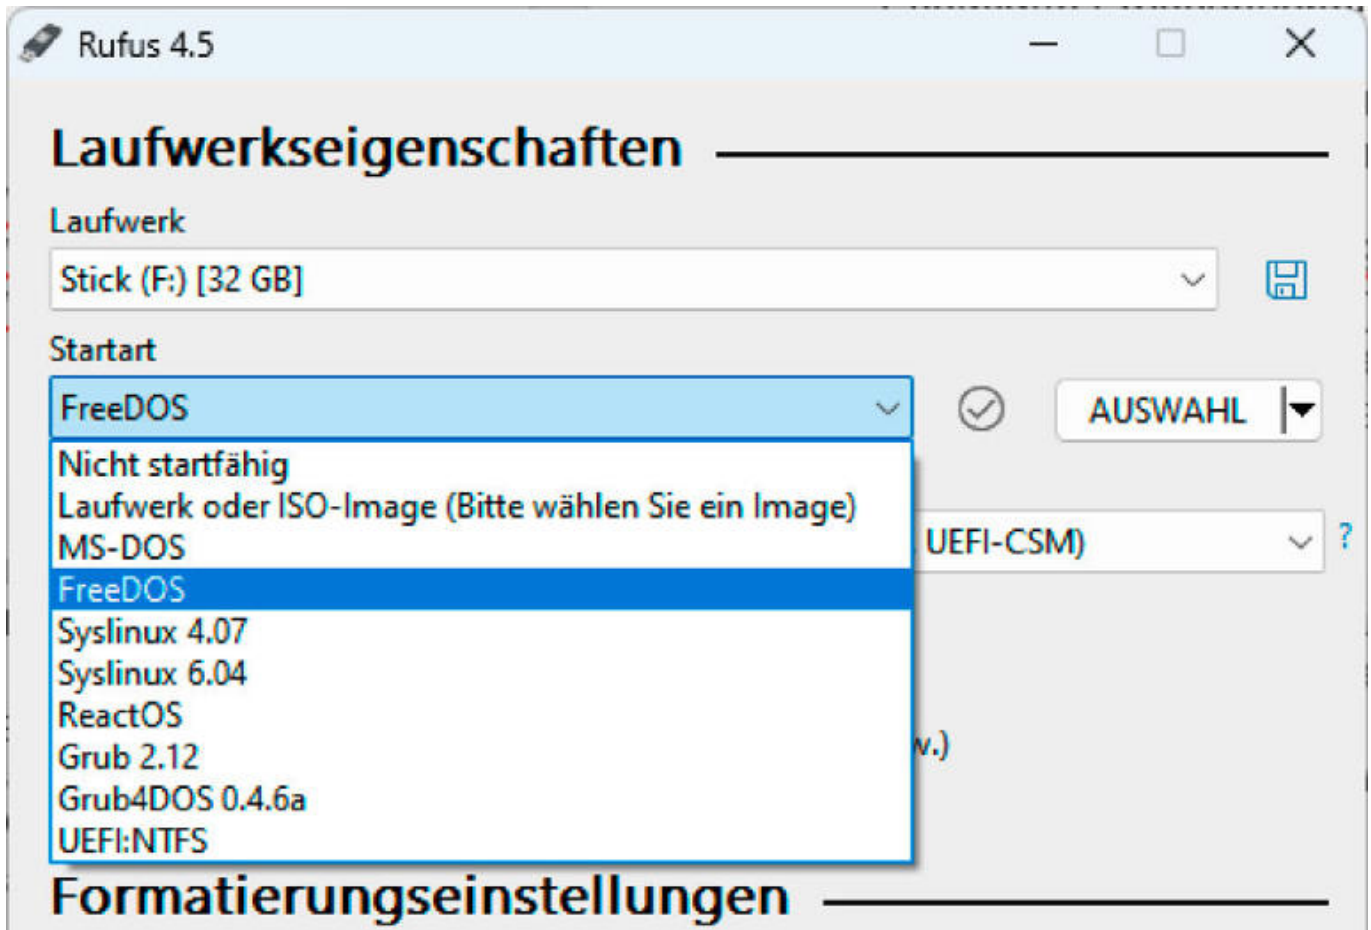 Rufus 4.5
Laufwerkseigenschaften
Laufwerk
Stick (F:) [32 GB]
Startart
FreeDOS
AUSWAHL
Nicht startfähig
Laufwerk oder ISO-Image (Bitte wählen Sie ein Image)
MS-DOS
UEFI-CSM) ?
FreeDOS
Syslinux 4.07
Syslinux 6.04
ReactOS
Grub 2.12
w.)
Grub4DOS 0.4.6a
UEFI:NTFS
Formatierungseinstellungen